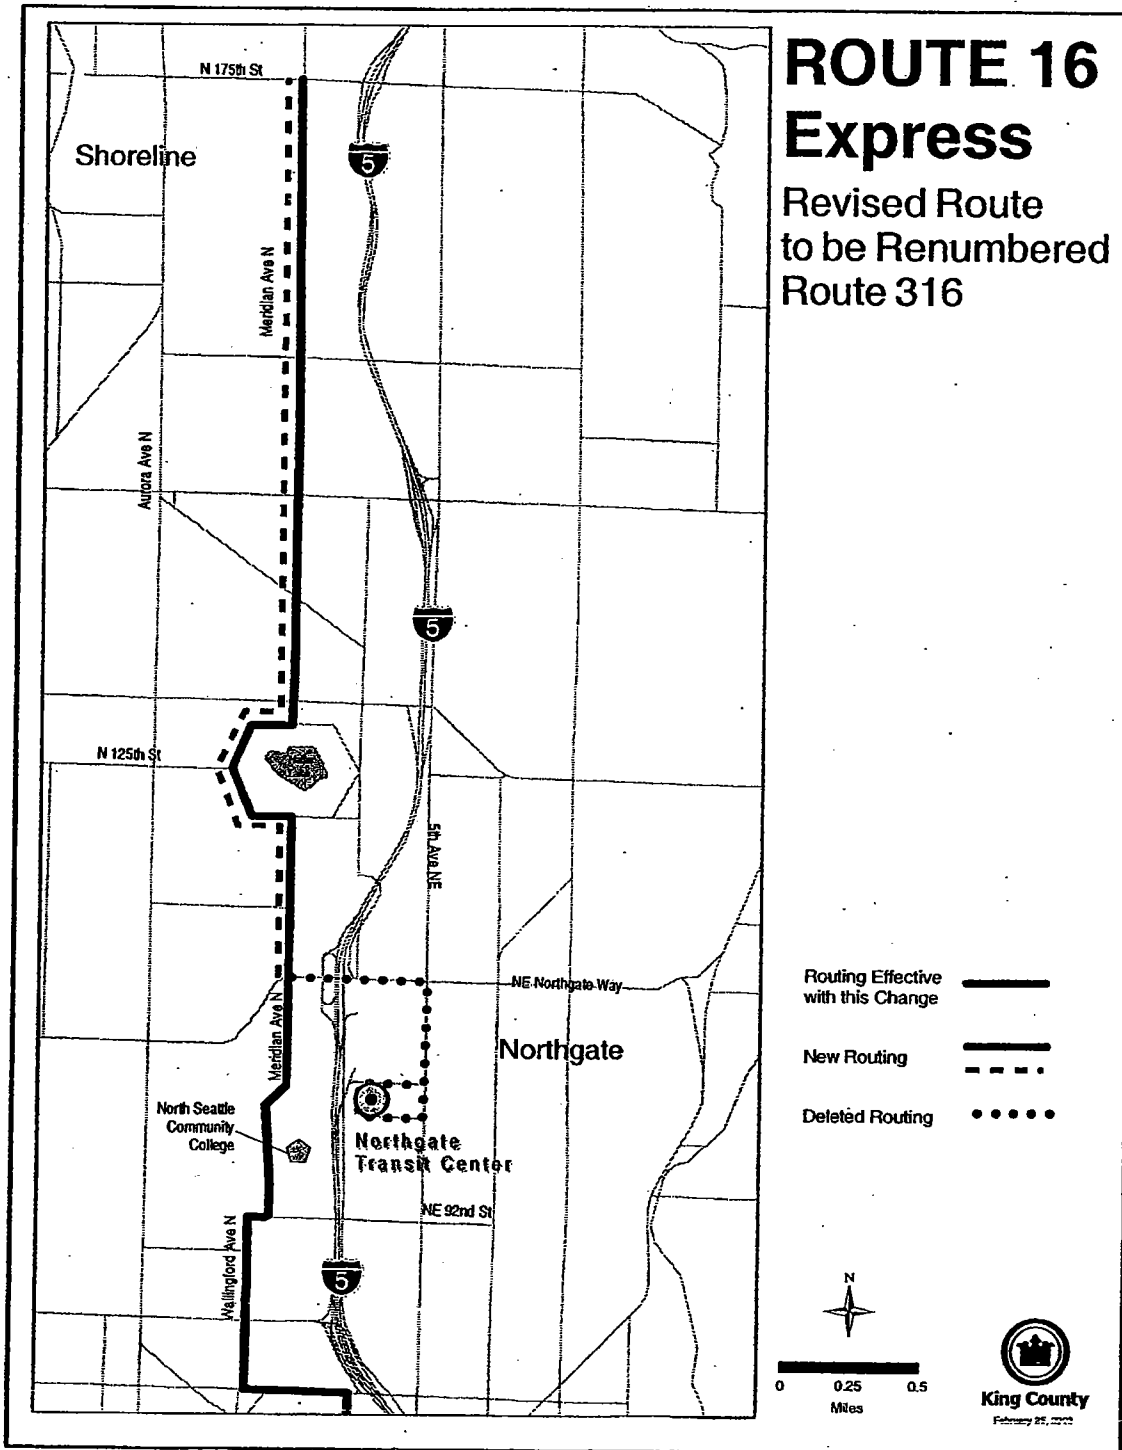 ROUTE 16
Express
Revised Route
to be Renumbered
Route 316
N 175th St
Shoreline
5
Meridian Ave N
Aurora Ave N
5
N 125th St
5th Ave NE
NE Northgate Way
Meridian Ave N
Northgate
North Seattle
Community
College
Northgate
Transit Center
NE 92nd St
Wallingford Ave N
5
Routing Effective
with this Change
New Routing
Deleted Routing
N
0 0.25 0.5
Miles
King County
February 25,